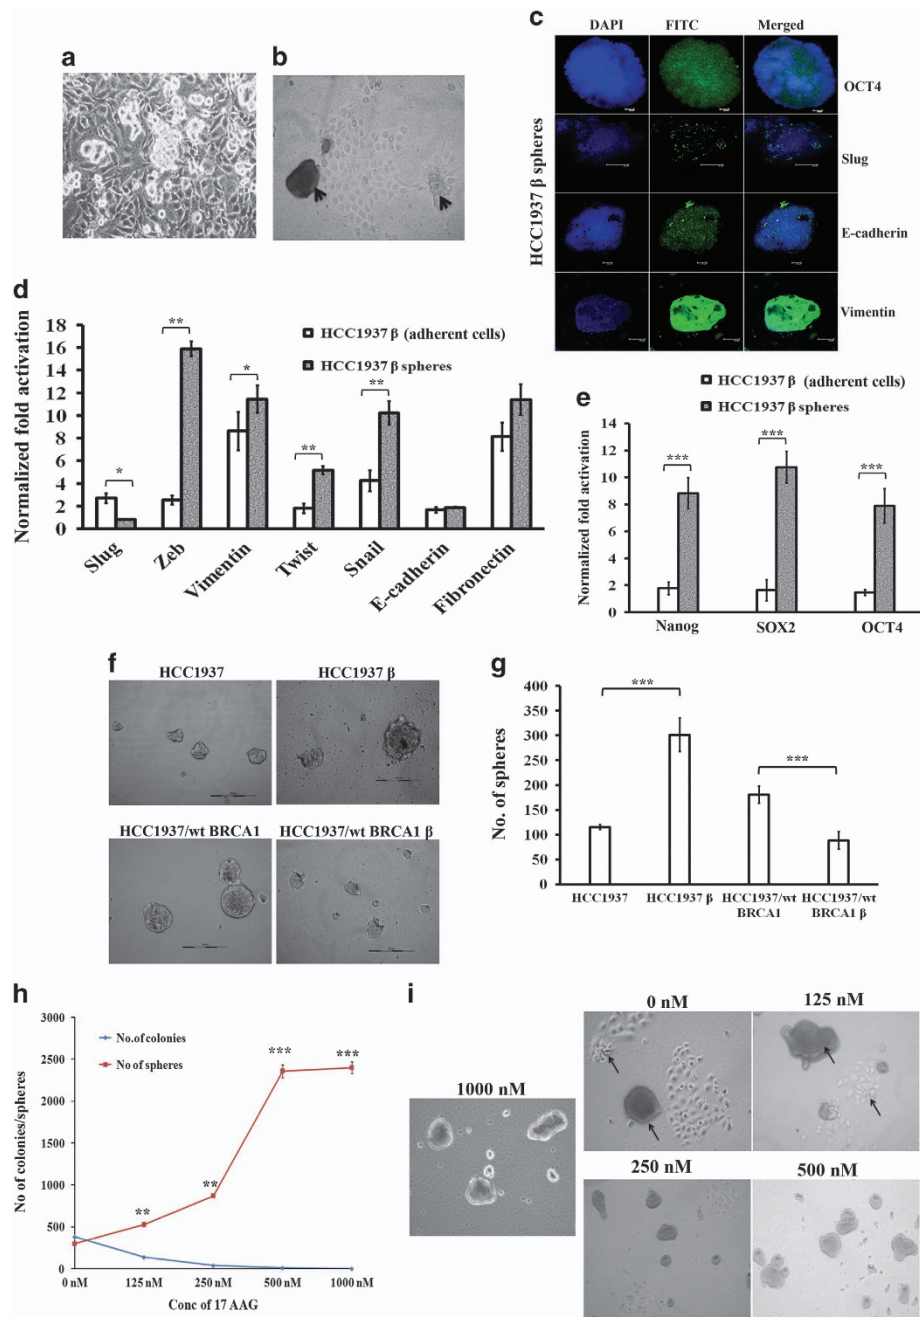 a
b
c
DAPI FITC Merged
HCC1937 β spheres
OCT4
Slug
E-cadherin
Vimentin
d
Normalized fold activation
18
16
14
12
10
8
6
4
2
0
HCC1937 β (adherent cells)
HCC1937 β spheres
*
**
*
**
**
Slug
Zeb
Vimentin
Twist
Snail
E-cadherin
Fibronectin
e
HCC1937 β (adherent cells)
HCC1937 β spheres
Normalized fold activation
14
12
10
8
6
4
2
0
***
***
***
Nanog SOX2 OCT4
f
HCC1937 HCC1937 β
HCC1937/wt BRCA1 HCC1937/wt BRCA1 β
g
No. of spheres
400
350
300
250
200
150
100
50
0
***
***
HCC1937 HCC1937 β HCC1937/wt HCC1937/wt
BRCA1 BRCA1 β
h
No of colonies/spheres
3000
2500
2000
1500
1000
500
0
No.of colonies
No of spheres
**
**
***
***
0 nM 125 nM 250 nM 500 nM 1000 nM
Conc of 17 AAG
i
1000 nM
0 nM 125 nM
250 nM 500 nM